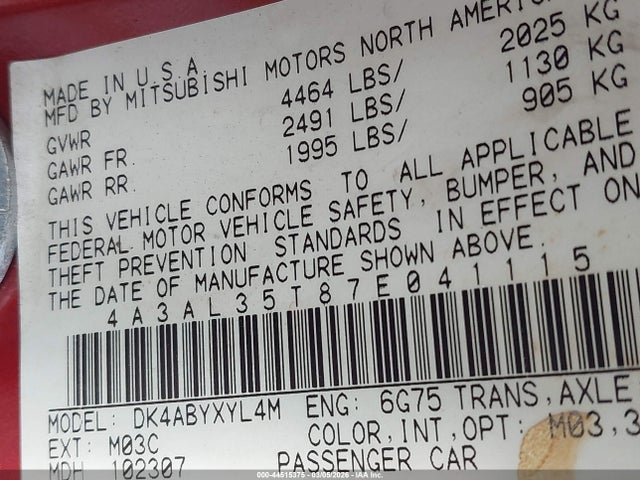 MADE IN U.S.A
MFD BY MITSUBISHI MOTORS NORTH
GVWR 4464 LBS/ 2025 KG
GAWR FR. 2491 LBS/ 1130 KG
GAWR RR. 1995 LBS/ 905 KG
THIS VEHICLE CONFORMS TO ALL APPLICABLE
FEDERAL MOTOR VEHICLE SAFETY, BUMPER, AND
THEFT PREVENTION STANDARDS IN EFFECT ON
THE DATE OF MANUFACTURE SHOWN ABOVE.
4A3AL35T87E041115
MODEL: DK4ABYXYL4M ENG: 6G75 TRANS,AXLE
EXT: M03C COLOR,INT,OPT: M03,3
MDH 102307 PASSENGER CAR
000-44515375 - 03/05/2026 - IAAI.com